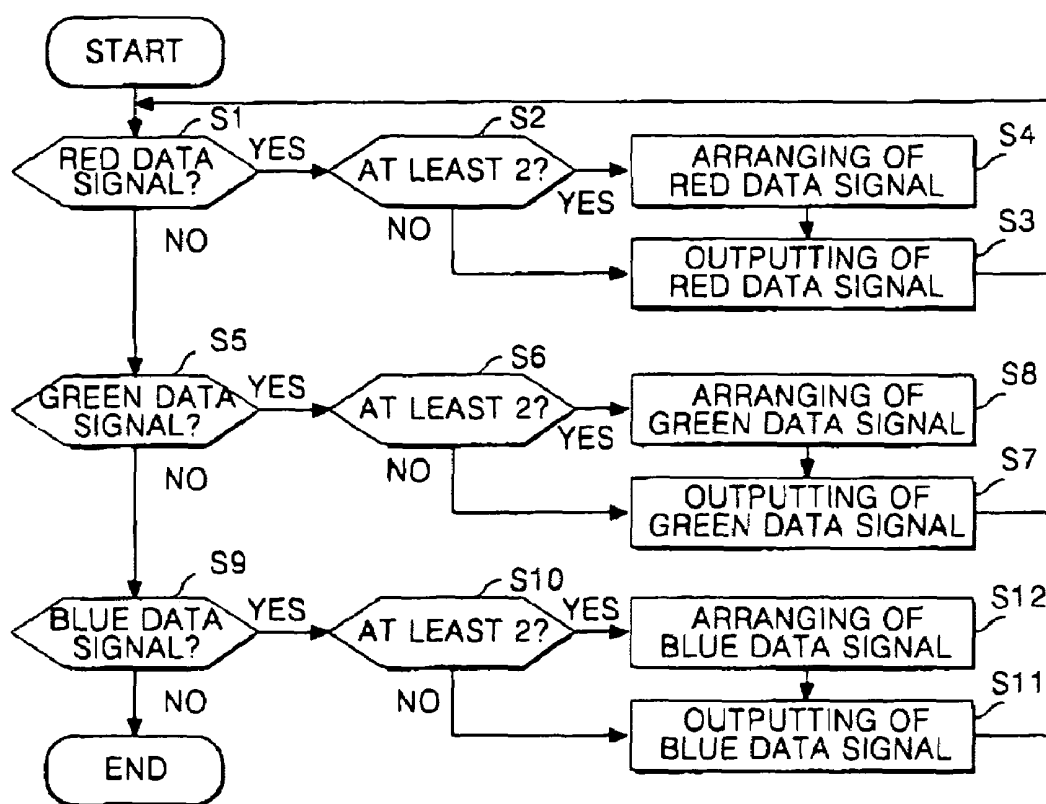 START
S1
RED DATA
SIGNAL?
YES
NO
S2
AT LEAST 2?
YES
NO
S4
ARRANGING OF
RED DATA SIGNAL
S3
OUTPUTTING OF
RED DATA SIGNAL
S5
GREEN DATA
SIGNAL?
YES
NO
S6
AT LEAST 2?
YES
NO
S8
ARRANGING OF
GREEN DATA SIGNAL
S7
OUTPUTTING OF
GREEN DATA SIGNAL
S9
BLUE DATA
SIGNAL?
YES
NO
S10
AT LEAST 2?
YES
NO
S12
ARRANGING OF
BLUE DATA SIGNAL
S11
OUTPUTTING OF
BLUE DATA SIGNAL
END